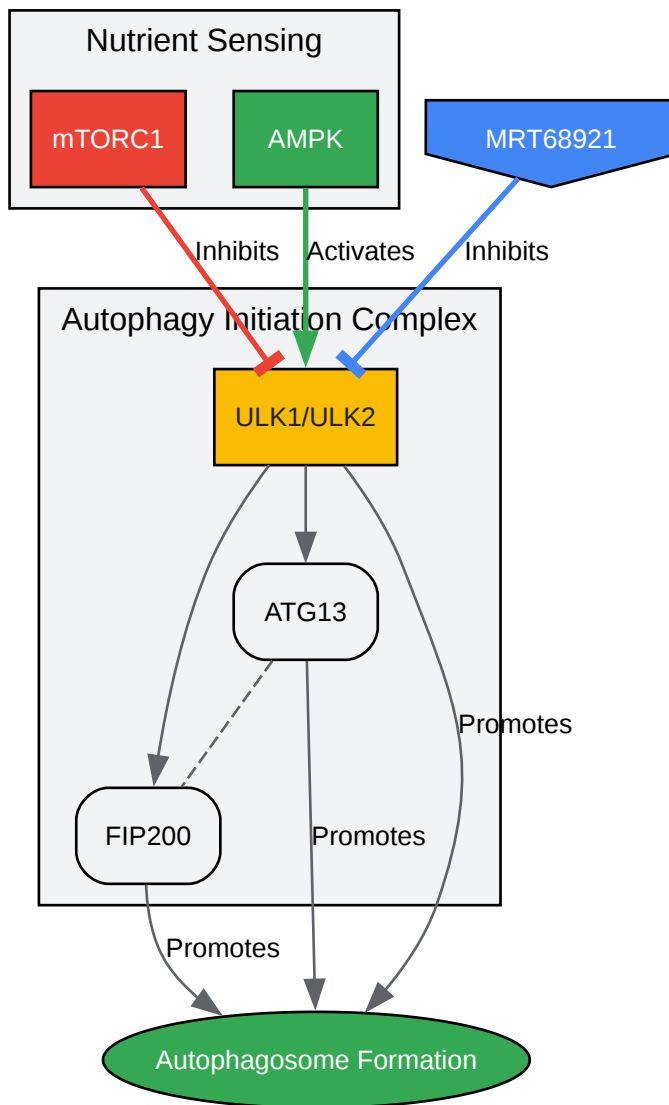 Nutrient Sensing
mTORC1
AMPK
MRT68921
Inhibits
Activates
Inhibits
Autophagy Initiation Complex
ULK1/ULK2
ATG13
Promotes
FIP200
Promotes
Promotes
Autophagosome Formation